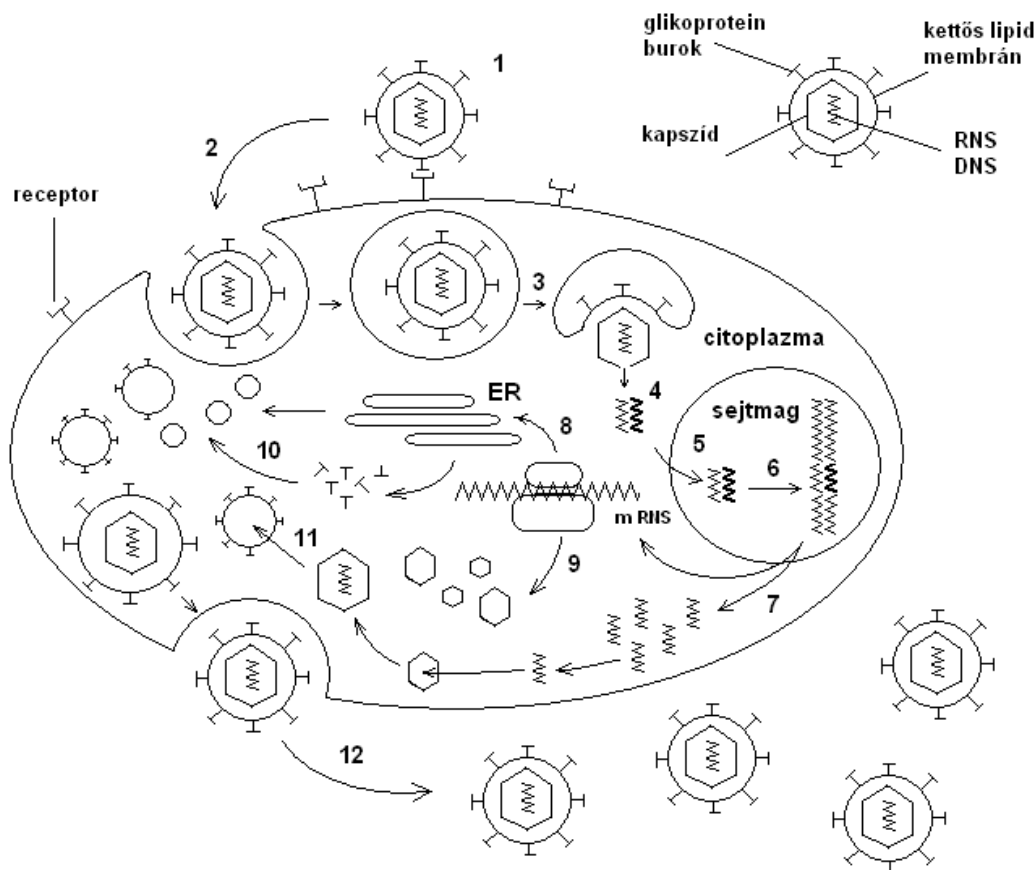 glikoprotein
burok
kettős lipid
membrán
1
kapszíd
RNS
DNS
2
receptor
3
citoplazma
ER
4
sejtmag
8
5
6
10
m RNS
11
9
7
12